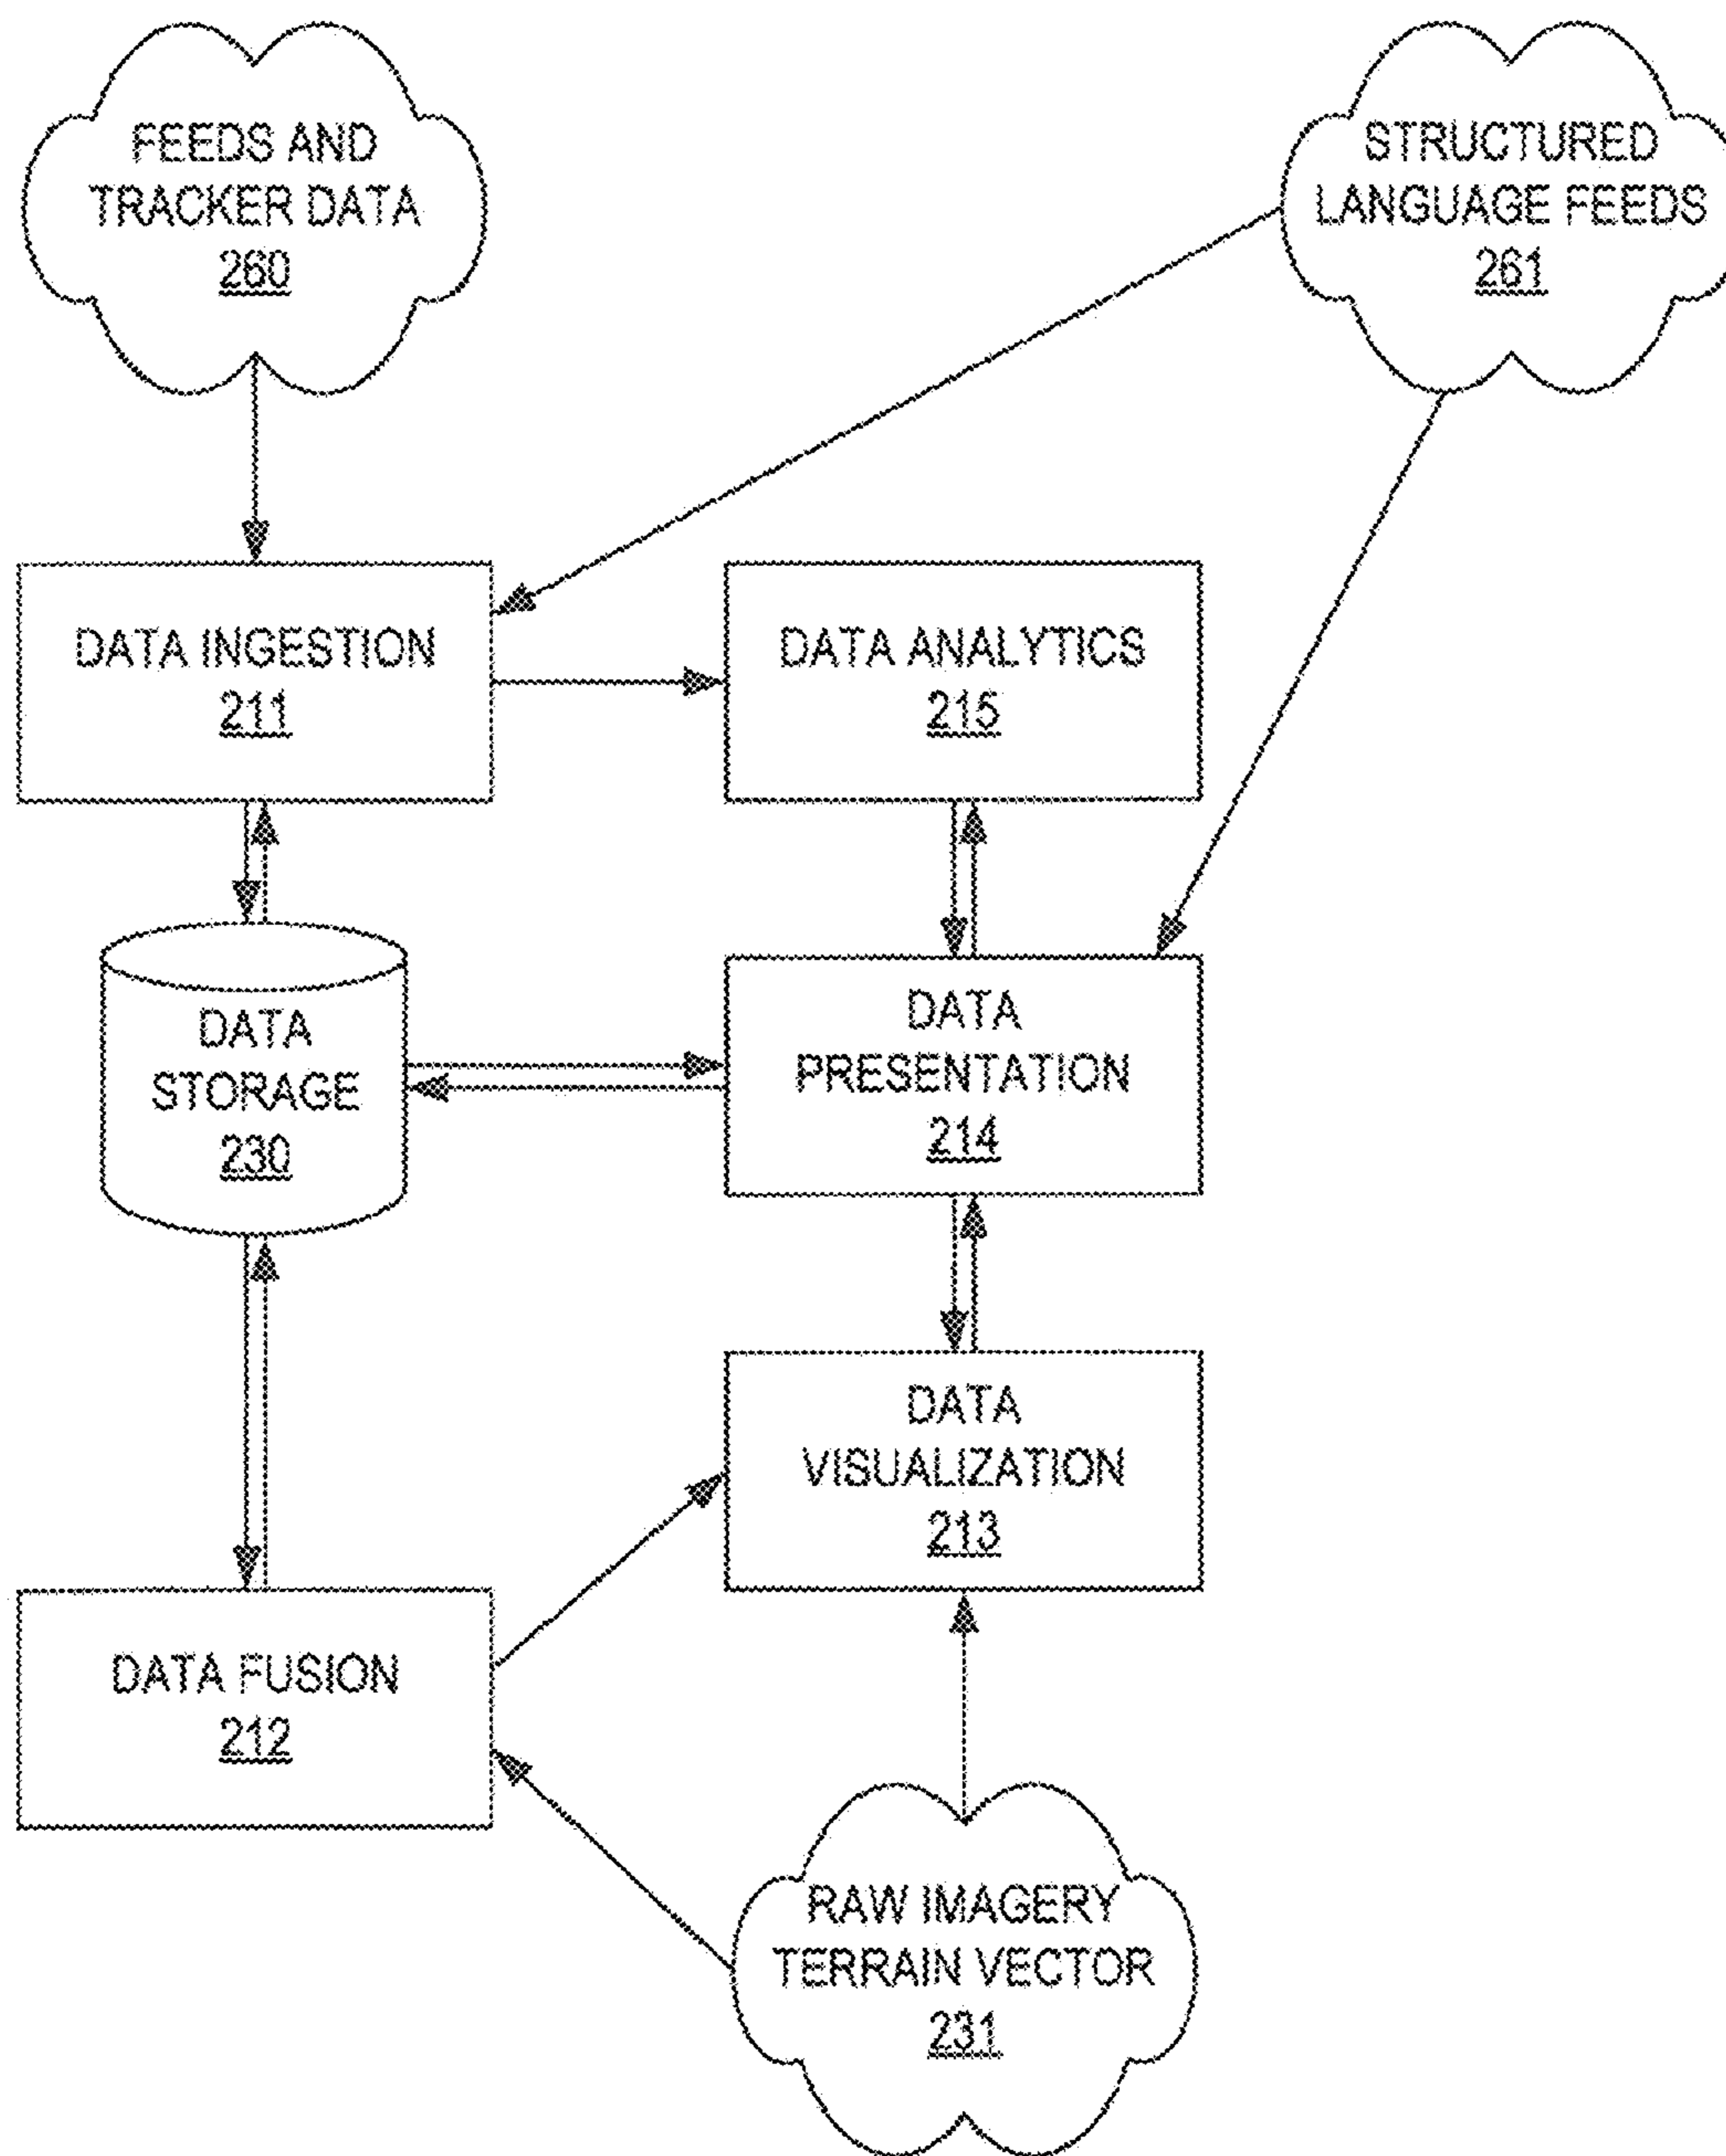 FEEDS AND
TRACKER DATA
260
STRUCTURED
LANGUAGE FEEDS
261
DATA INGESTION
211
DATA ANALYTICS
215
DATA
STORAGE
230
DATA
PRESENTATION
214
DATA
VISUALIZATION
213
DATA FUSION
212
RAW IMAGERY
TERRAIN VECTOR
231